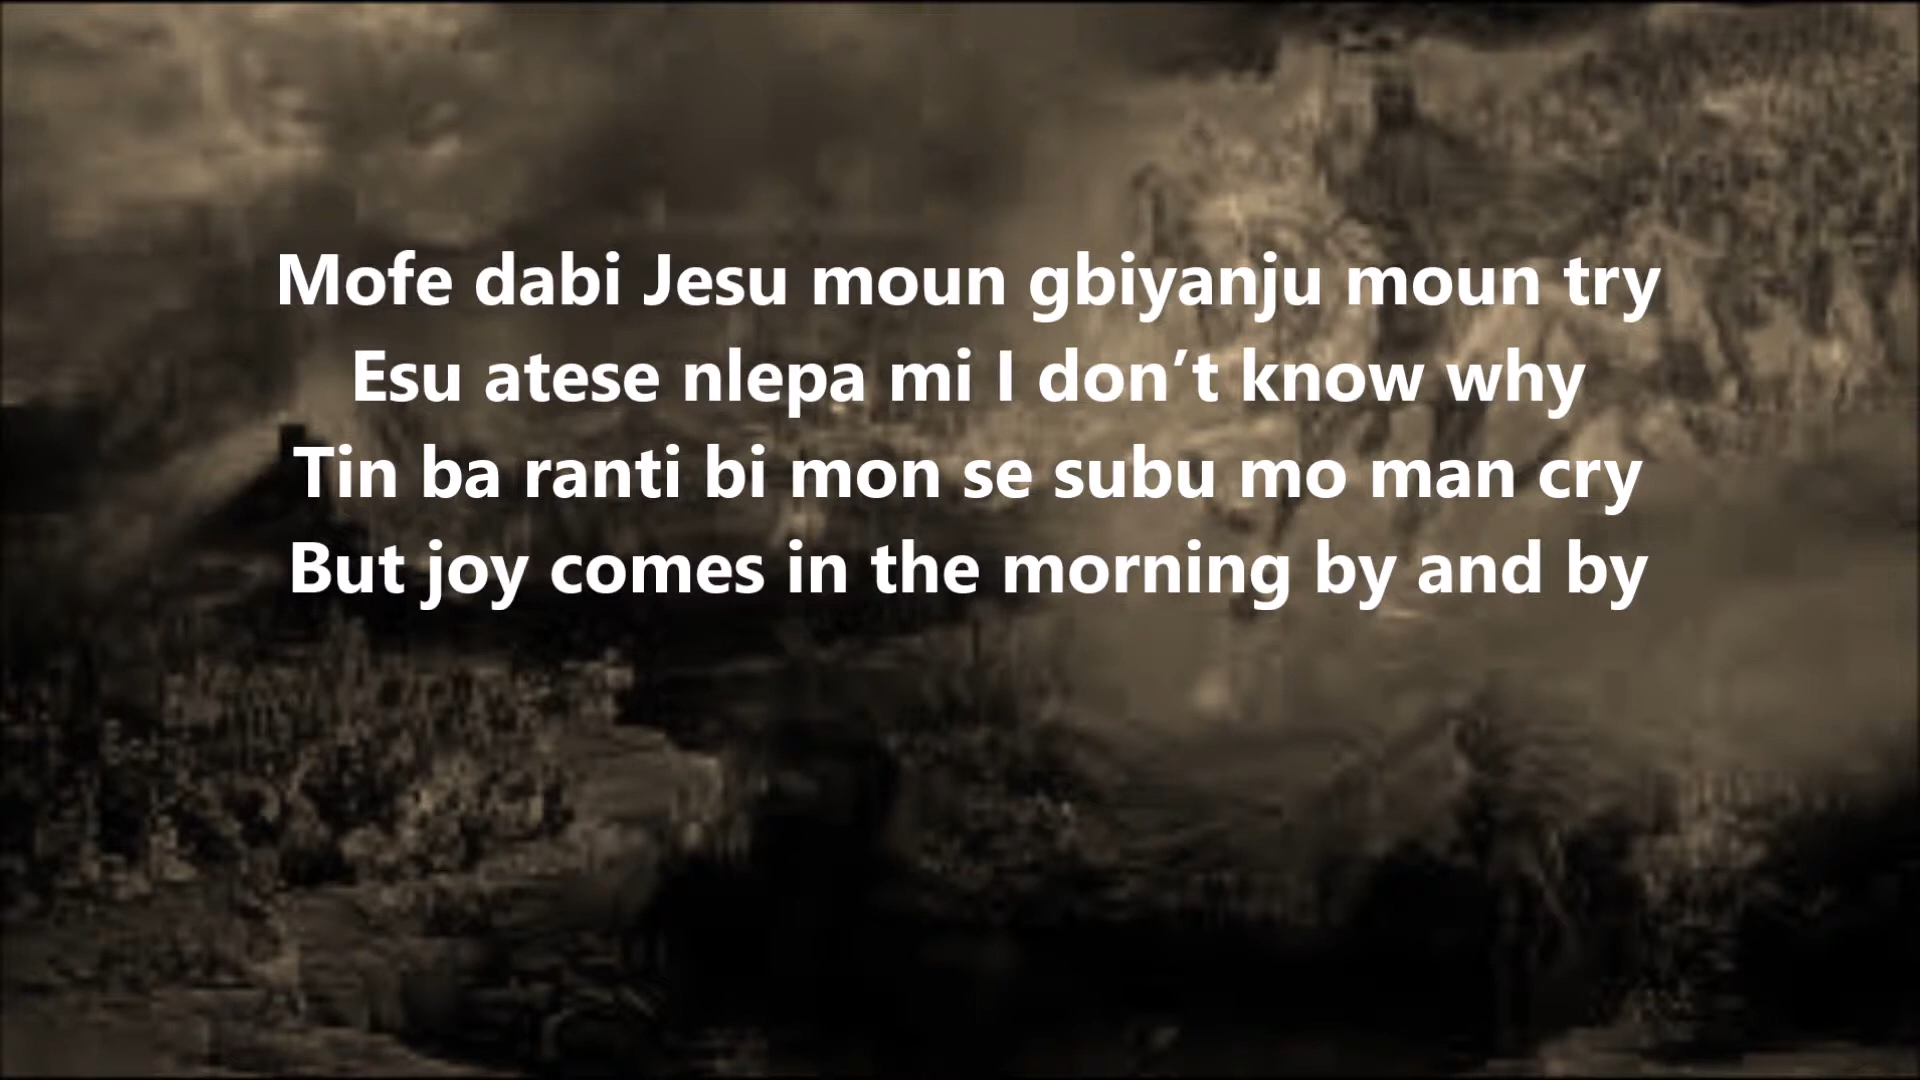 Mofe dabi Jesu moun gbiyanju moun try
Esu atese nlepa mi I don’t know why
Tin ba ranti bi mon se subu mo man cry
But joy comes in the morning by and by